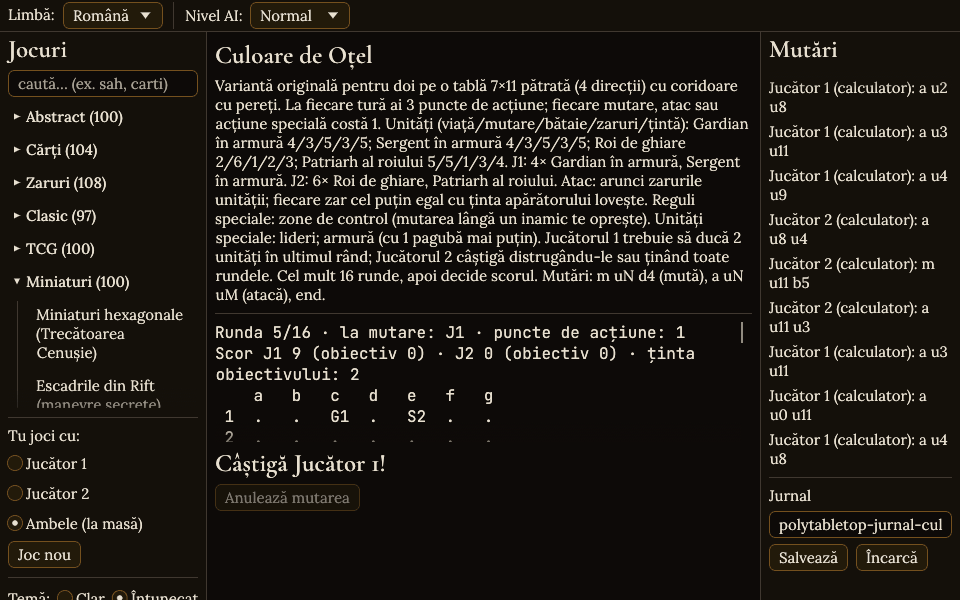 Limbă: Română ▼ Nivel AI: Normal ▼
Jocuri
caută... (ex. sah, carti)
▸ Abstract (100)
▸ Cărți (104)
▸ Zaruri (108)
▸ Clasic (97)
▸ TCG (100)
▾ Miniaturi (100)
Miniaturi hexagonale
(Trecătoarea
Cenușie)
Escadrile din Rift
(manevre secrete)
Tu joci cu:
Jucător 1
Jucător 2
Ambele (la masă)
Joc nou
Temă: Clar Întunecat
Culoare de Oțel
Variantă originală pentru doi pe o tablă 7×11 pătrată (4 direcții) cu coridoare
cu pereți. La fiecare tură ai 3 puncte de acțiune; fiecare mutare, atac sau
acțiune specială costă 1. Unități (viață/mutare/bătaie/zaruri/țintă): Gardian
în armură 4/3/5/3/5; Sergent în armură 4/3/5/3/5; Roi de ghiare
2/6/1/2/3; Patriarh al roiului 5/5/1/3/4. J1: 4× Gardian în armură, Sergent
în armură. J2: 6× Roi de ghiare, Patriarh al roiului. Atac: arunci zarurile
unității; fiecare zar cel puțin egal cu ținta apărătorului lovește. Reguli
speciale: zone de control (mutarea lângă un inamic te oprește). Unități
speciale: lideri; armură (cu 1 pagubă mai puțin). Jucătorul 1 trebuie să ducă 2
unități în ultimul rând; Jucătorul 2 câștigă distrugându-le sau ținând toate
rundele. Cel mult 16 runde, apoi decide scorul. Mutări: m uN d4 (mută), a uN
uM (atacă), end.
Runda 5/16 · la mutare: J1 · puncte de acțiune: 1
Scor J1 9 (obiectiv 0) · J2 0 (obiectiv 0) · ținta
obiectivului: 2
a b c d e f g
1 . . G1 . S2 . .
2 . . . . . . .
Câștigă Jucător 1!
Anulează mutarea
Mutări
Jucător 1 (calculator): a u2
u8
Jucător 1 (calculator): a u3
u11
Jucător 1 (calculator): a u4
u9
Jucător 2 (calculator): a
u8 u4
Jucător 2 (calculator): m
u11 b5
Jucător 2 (calculator): a
u11 u3
Jucător 1 (calculator): a u3
u11
Jucător 1 (calculator): a
u0 u11
Jucător 1 (calculator): a u4
u8
Jurnal
polytabletop-jurnal-cul
Salvează Încarcă